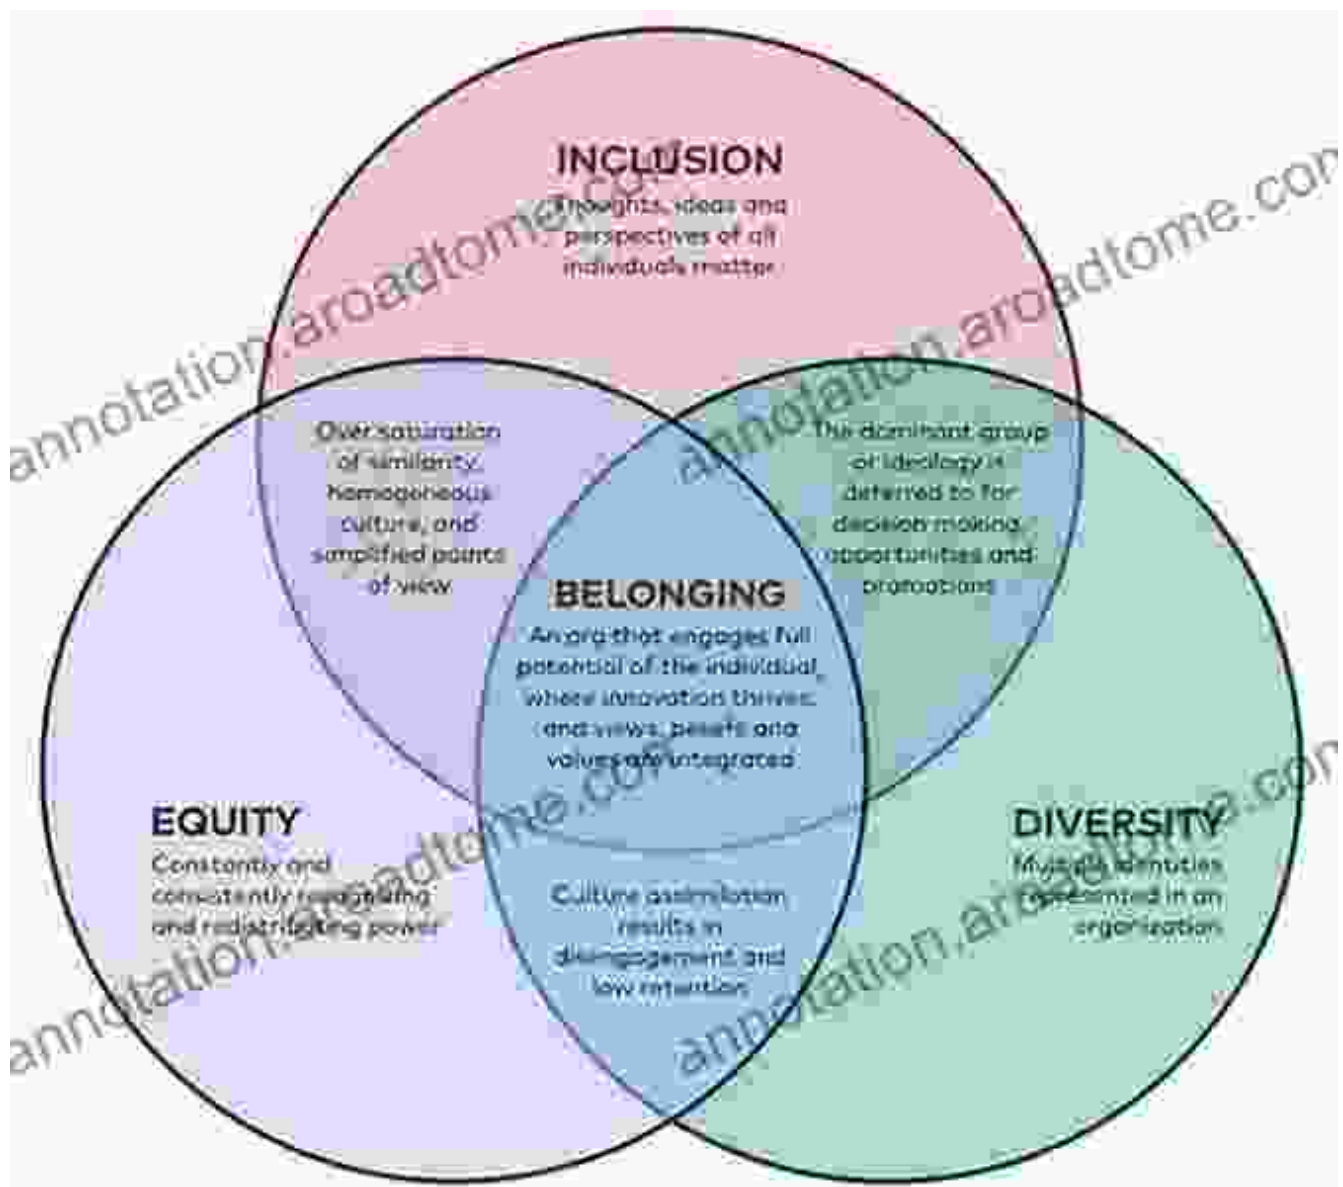 INCLUSION
Thoughts, ideas and
perspectives of all
individuals matter
Over saturation
of similarity,
homogeneous
culture, and
simplified points
of view
The dominant group
or ideology is
deferred to for
decision making,
opportunities and
promotions
BELONGING
An org that engages full
potential of the individual,
where innovation thrives,
and views, beliefs and
values are integrated
EQUITY
Constantly and
consistently recognizing
and redistributing power
DIVERSITY
Multiple identities
represented in an
organization
Culture assimilation
results in
disengagement and
low retention
annotation.aroadtome.com
annotation.aroadtome.com
annotation.aroadtome.com
annotation.aroadtome.com